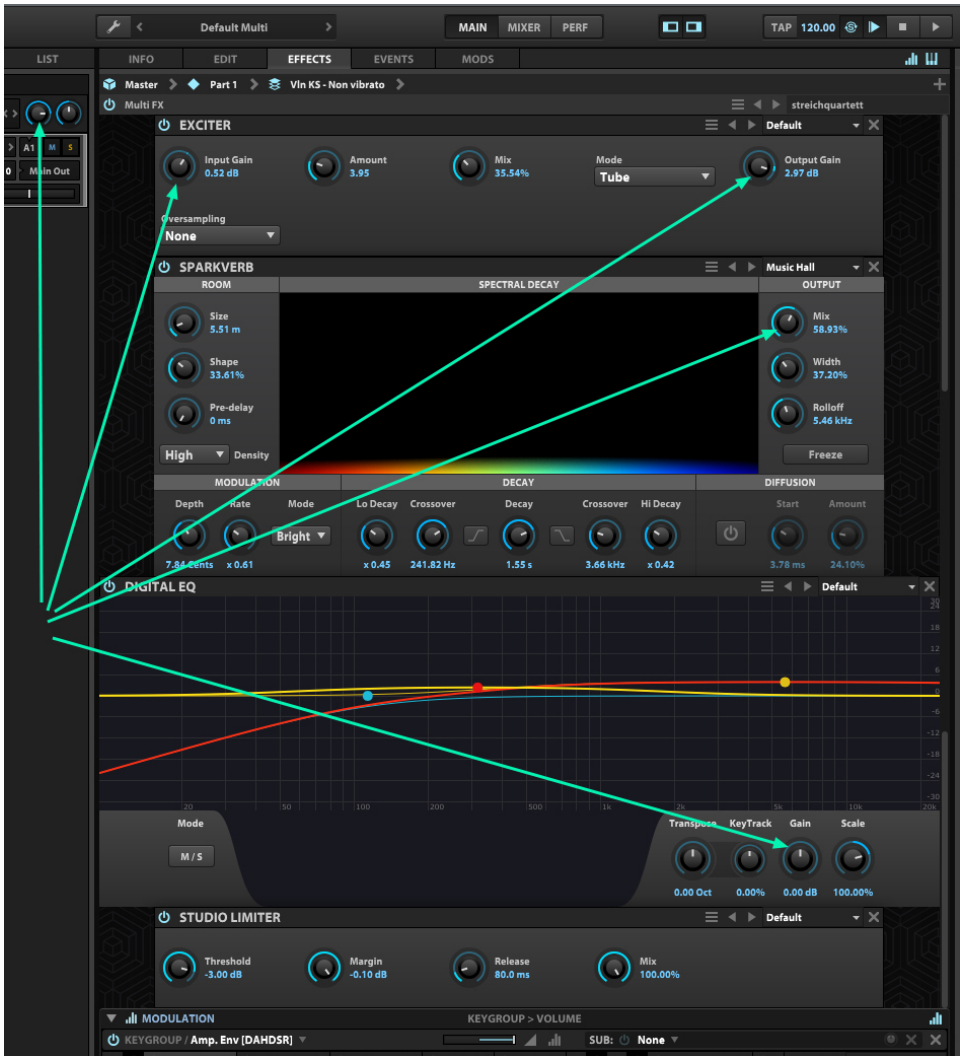 Default Multi
MAIN MIXER PERF
TAP 120.00
LIST
INFO EDIT EFFECTS EVENTS MODS
Master Part 1 Vln KS - Non vibrato
Multi FX streichquartett
EXCITER Default
Input Gain 0.52 dB
Amount 3.95
Mix 35.54%
Mode Tube
Output Gain 2.97 dB
A1 M S
0 Main Out
Oversampling
None
SPARKVERB Music Hall
ROOM SPECTRAL DECAY OUTPUT
Size 5.51 m
Mix 58.93%
Shape 33.61%
Width 37.20%
Pre-delay 0 ms
Rolloff 5.46 kHz
High Density
Freeze
MODULATION DECAY DIFFUSION
Depth Rate Mode Lo Decay Crossover Decay Crossover Hi Decay Start Amount
Bright
7.84 Cents x 0.61 x 0.45 241.82 Hz 1.55 s 3.66 kHz x 0.42 3.78 ms 24.10%
DIGITAL EQ Default
30
24
18
12
6
0
-6
-12
-18
-24
-30
20 50 100 200 500 1k 2k 5k 10k 20k
Mode Transpose KeyTrack Gain Scale
M / S
0.00 Oct 0.00% 0.00 dB 100.00%
STUDIO LIMITER Default
Threshold -3.00 dB
Margin -0.10 dB
Release 80.0 ms
Mix 100.00%
MODULATION KEYGROUP > VOLUME
KEYGROUP / Amp. Env [DAHDSR] SUB: None